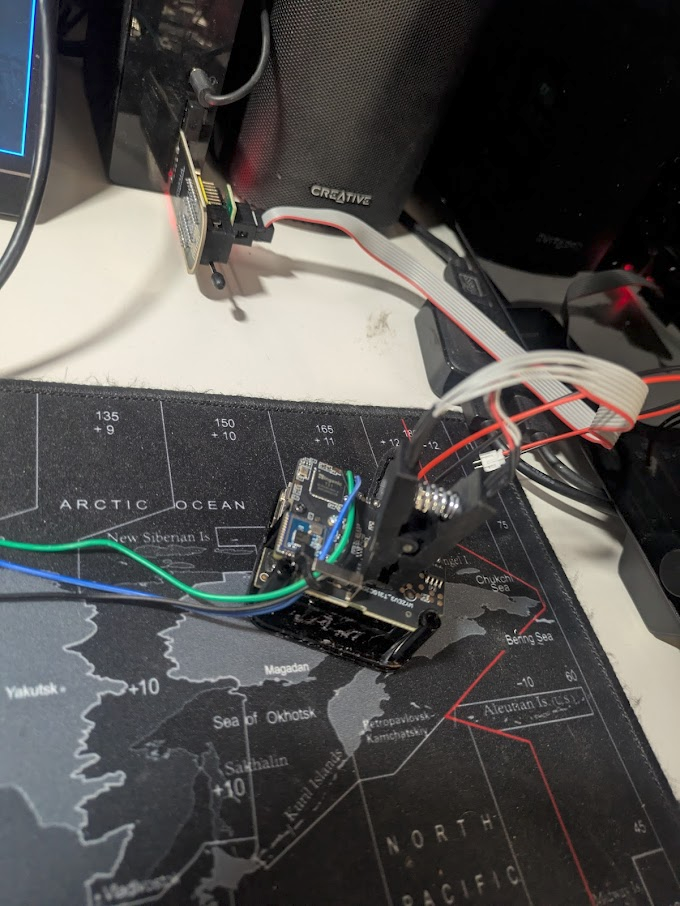 CREATIVE
135
+ 9
150
+ 10
165
+ 11
+ 12
-12
ARCTIC OCEAN
New Siberian Is
75
Chukchi
Sea
Bering Sea
Magadan
-10
60
Aleutian Is.
Yakutsk
+10
Sea of Okhotsk
Petropavlovsk-
Kamchatskiy
Sakhalin
+10
Kuril Islands
NORTH
PACIFIC
45
Vladivostok